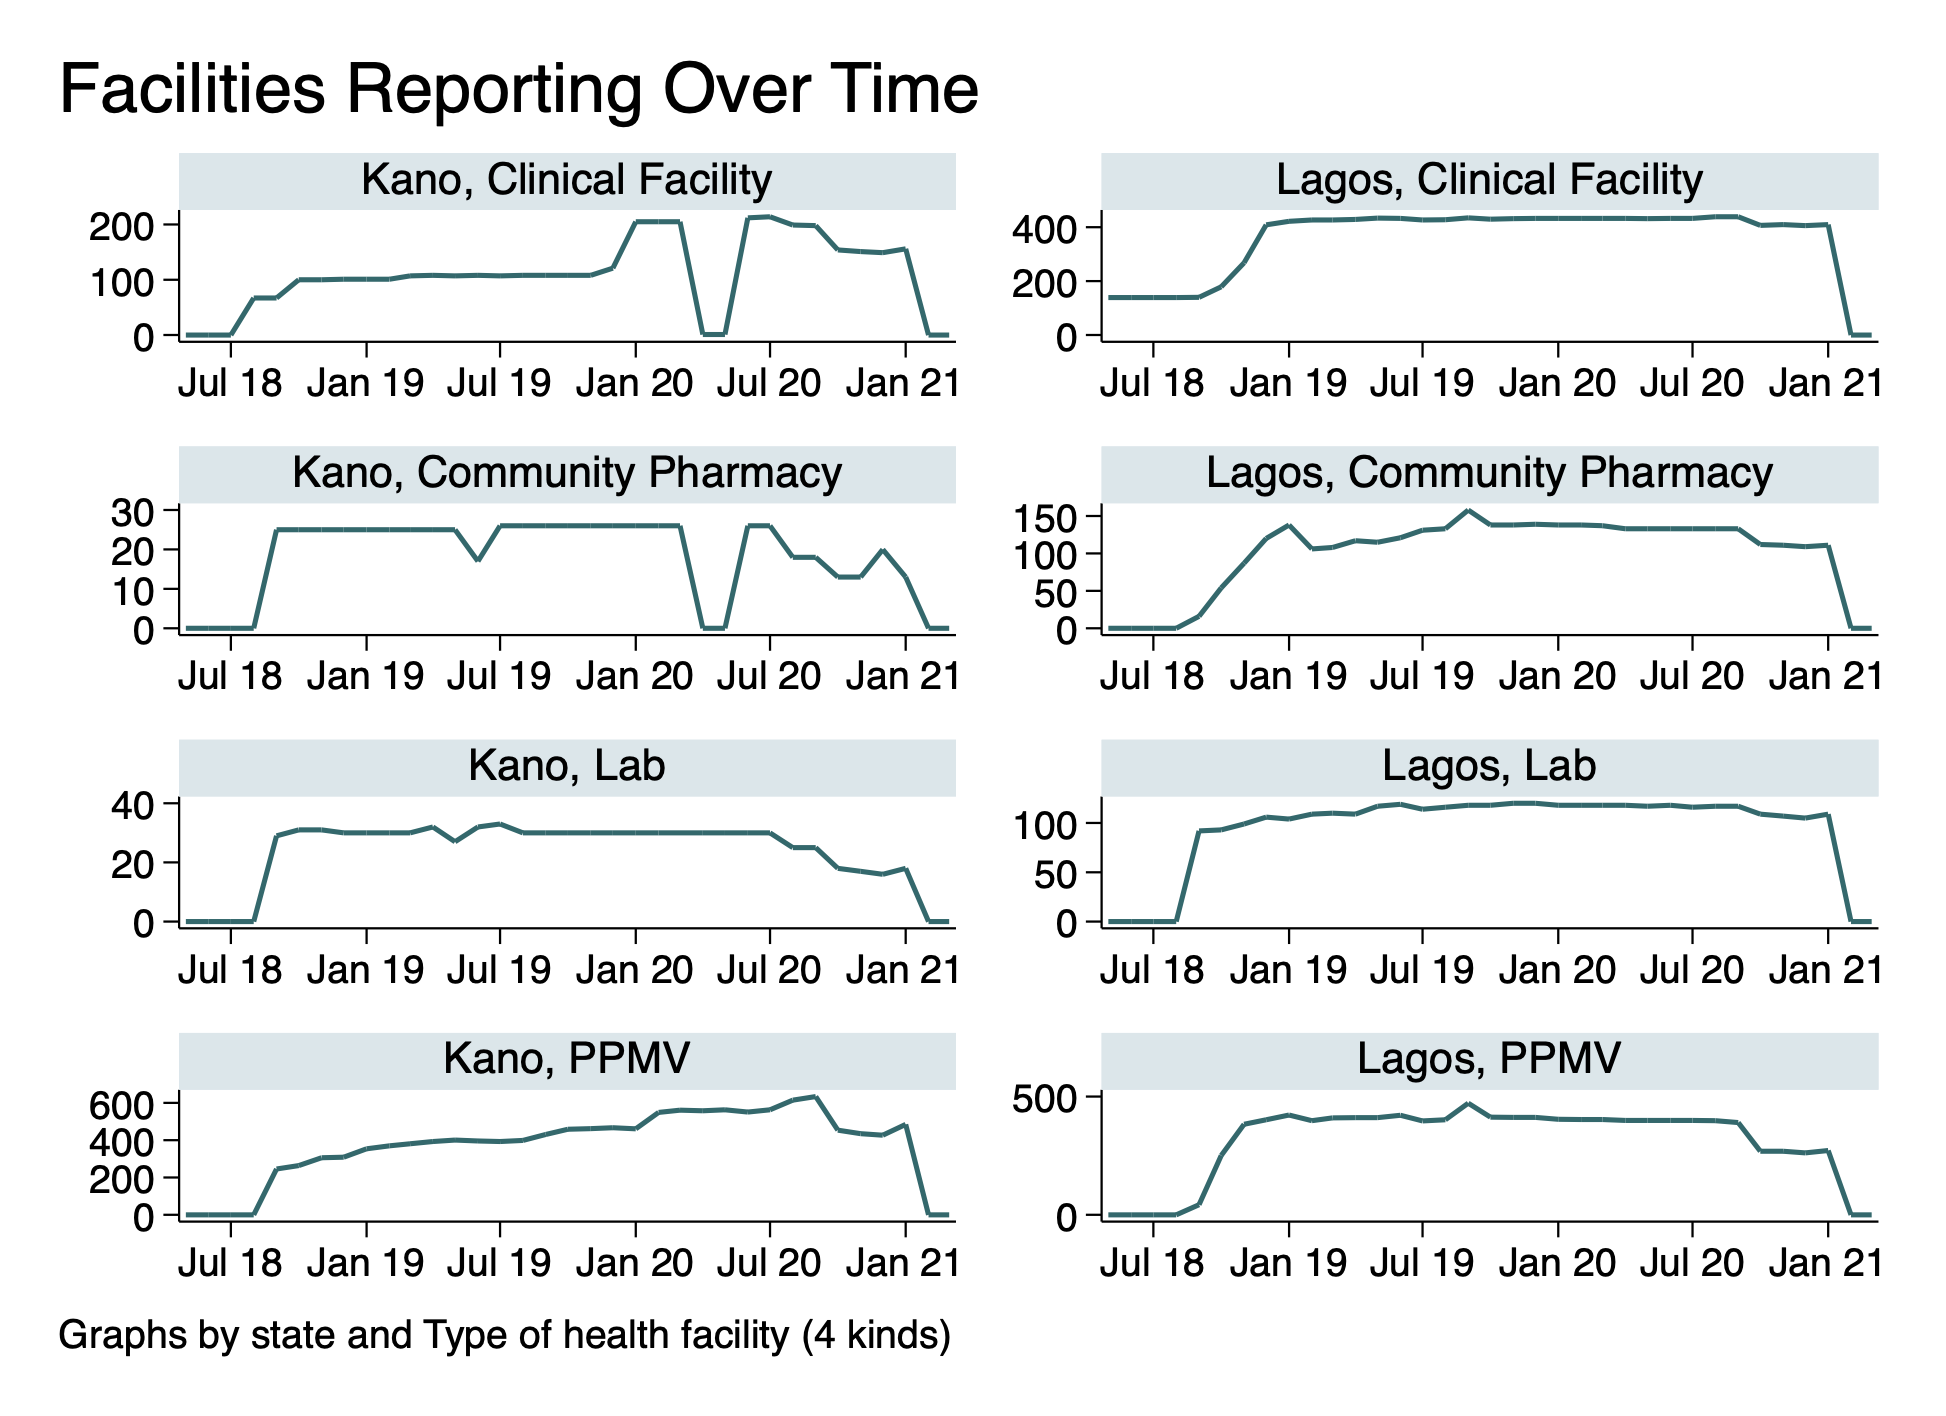 Facilities Reporting Over Time
Kano, Clinical Facility
200
100
0
Jul 18 Jan 19 Jul 19 Jan 20 Jul 20 Jan 21
Lagos, Clinical Facility
400
200
0
Jul 18 Jan 19 Jul 19 Jan 20 Jul 20 Jan 21
Kano, Community Pharmacy
30
20
10
0
Jul 18 Jan 19 Jul 19 Jan 20 Jul 20 Jan 21
Lagos, Community Pharmacy
150
100
50
0
Jul 18 Jan 19 Jul 19 Jan 20 Jul 20 Jan 21
Kano, Lab
40
20
0
Jul 18 Jan 19 Jul 19 Jan 20 Jul 20 Jan 21
Lagos, Lab
100
50
0
Jul 18 Jan 19 Jul 19 Jan 20 Jul 20 Jan 21
Kano, PPMV
600
400
200
0
Jul 18 Jan 19 Jul 19 Jan 20 Jul 20 Jan 21
Lagos, PPMV
500
0
Jul 18 Jan 19 Jul 19 Jan 20 Jul 20 Jan 21
Graphs by state and Type of health facility (4 kinds)